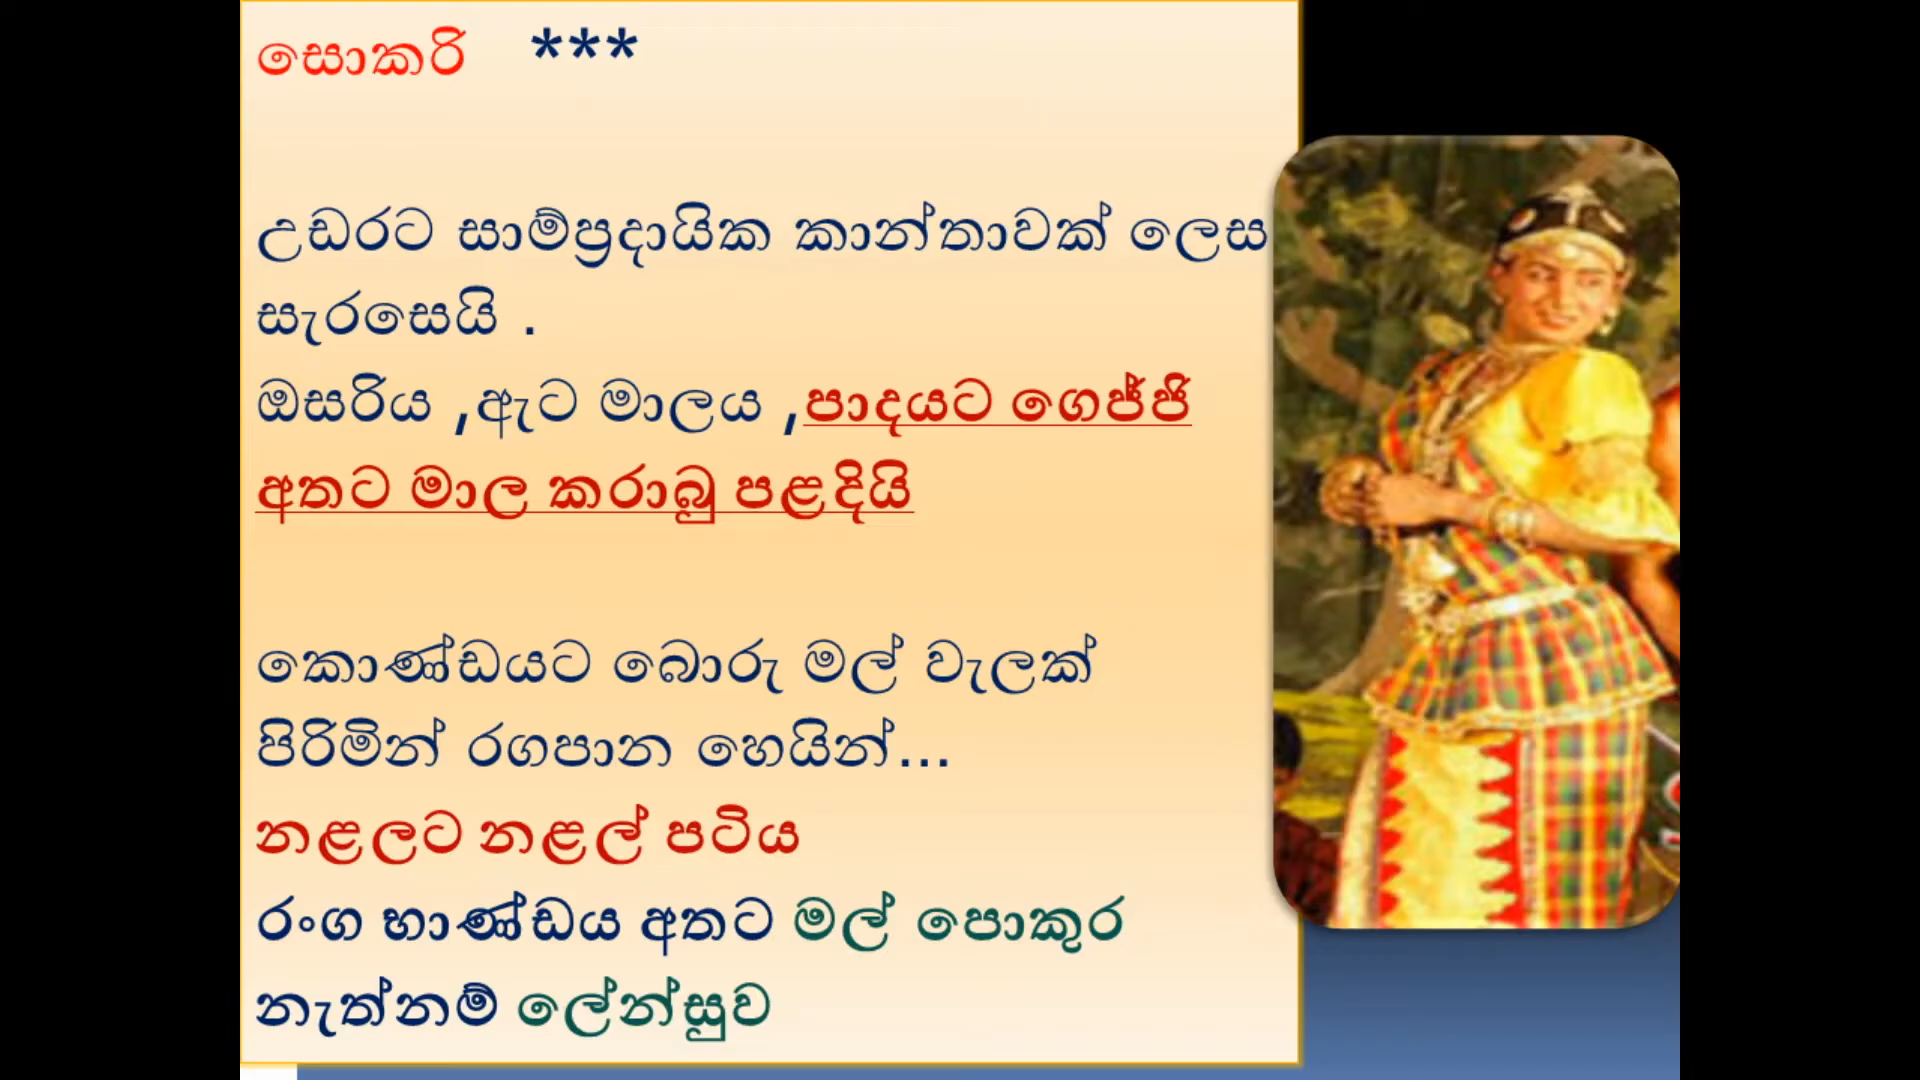 සොකරි ***
උඩරට සාම්ප්‍රදායික කාන්තාවක් ලෙස
සැරසෙයි .
ඔසරිය ,ඇට මාලය ,පාදයට ගෙජ්ජි
අතට මාල කරාබු පළදියි
කොණ්ඩයට බොරු මල් වැලක්
පිරිමින් රගපාන හෙයින්...
නළලට නළල් පටිය
රංග භාණ්ඩය අතට මල් පොකුර
නැත්නම් ලේන්සුව